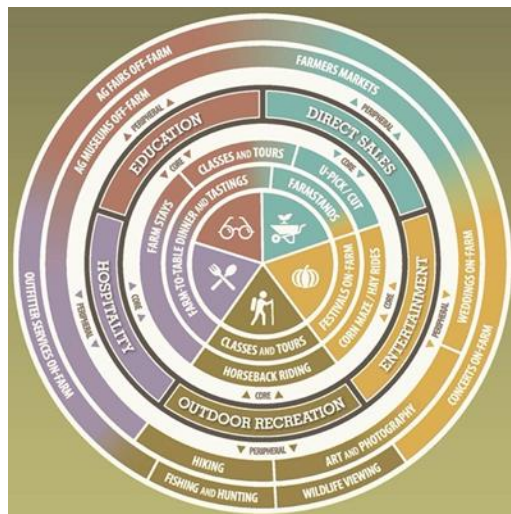 AG FAIRS OFF-FARM
FARMERS MARKETS
AG MUSEUMS OFF-FARM
PERIPHERAL
PERIPHERAL
EDUCATION
DIRECT SALES
CORE
CORE
CLASSES AND TOURS
U-PICK / CUT
FARM STAYS
FARM-TO-TABLE DINNER AND TASTINGS
FARMSTANDS
FESTIVALS ON-FARM
CORN MAZE / HAY RIDES
HOSPITALITY
CORE
CORE
ENTERTAINMENT
PERIPHERAL
PERIPHERAL
WEDDINGS ON-FARM
CONCERTS ON-FARM
OUTFITTER SERVICES ON-FARM
CLASSES AND TOURS
HORSEBACK RIDING
CORE
OUTDOOR RECREATION
PERIPHERAL
HIKING
ART AND PHOTOGRAPHY
FISHING AND HUNTING
WILDLIFE VIEWING